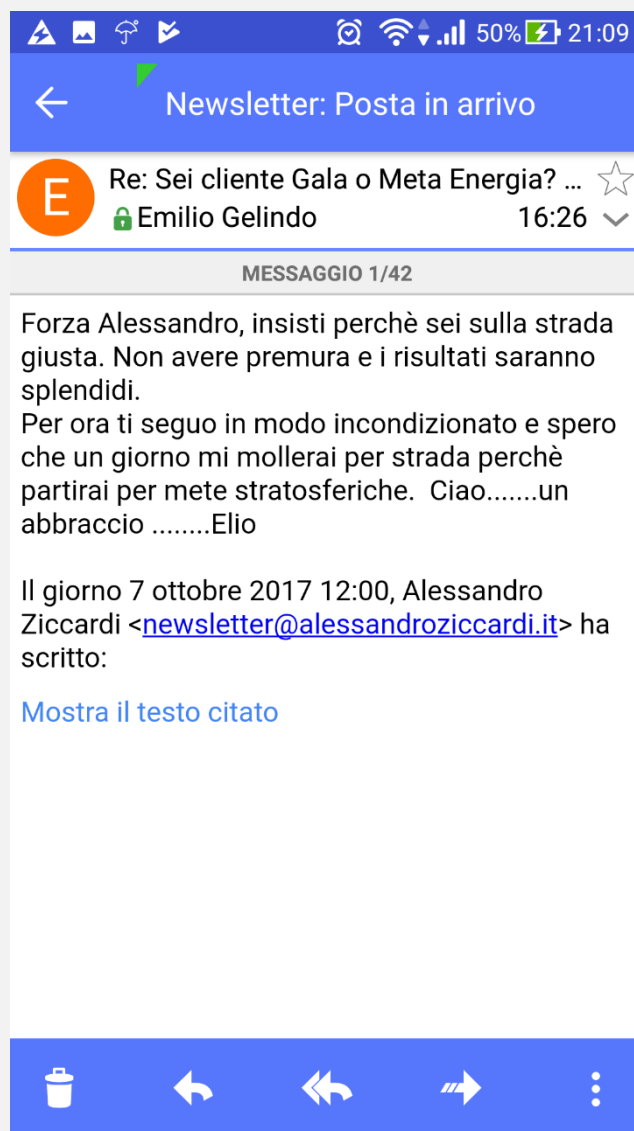 50% 21:09
Newsletter: Posta in arrivo
E
Re: Sei cliente Gala o Meta Energia? ...
Emilio Gelindo 16:26
MESSAGGIO 1/42
Forza Alessandro, insisti perchè sei sulla strada
giusta. Non avere premura e i risultati saranno
splendidi.
Per ora ti seguo in modo incondizionato e spero
che un giorno mi mollerai per strada perchè
partirai per mete stratosferiche.  Ciao.......un
abbraccio ........Elio
Il giorno 7 ottobre 2017 12:00, Alessandro
Ziccardi <newsletter@alessandroziccardi.it> ha
scritto:
Mostra il testo citato